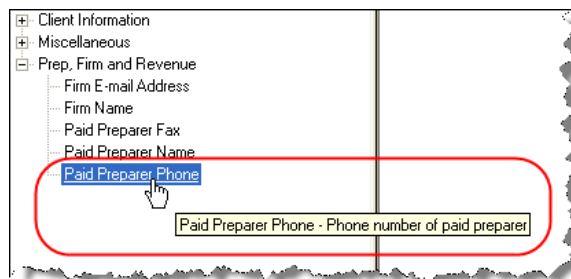 Client Information
Miscellaneous
Prep, Firm and Revenue
Firm E-mail Address
Firm Name
Paid Preparer Fax
Paid Preparer Name
Paid Preparer Phone
Paid Preparer Phone - Phone number of paid preparer